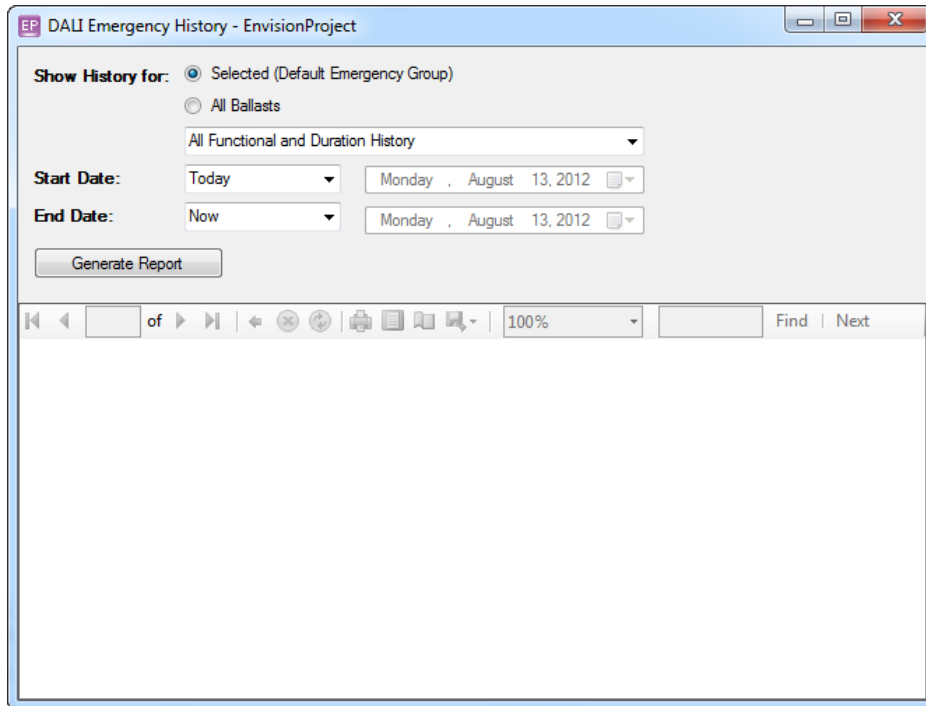 EP DALI Emergency History - EnvisionProject
Show History for: Selected (Default Emergency Group)
All Ballasts
All Functional and Duration History
Start Date: Today Monday , August 13, 2012
End Date: Now Monday , August 13, 2012
Generate Report
of 100% Find | Next